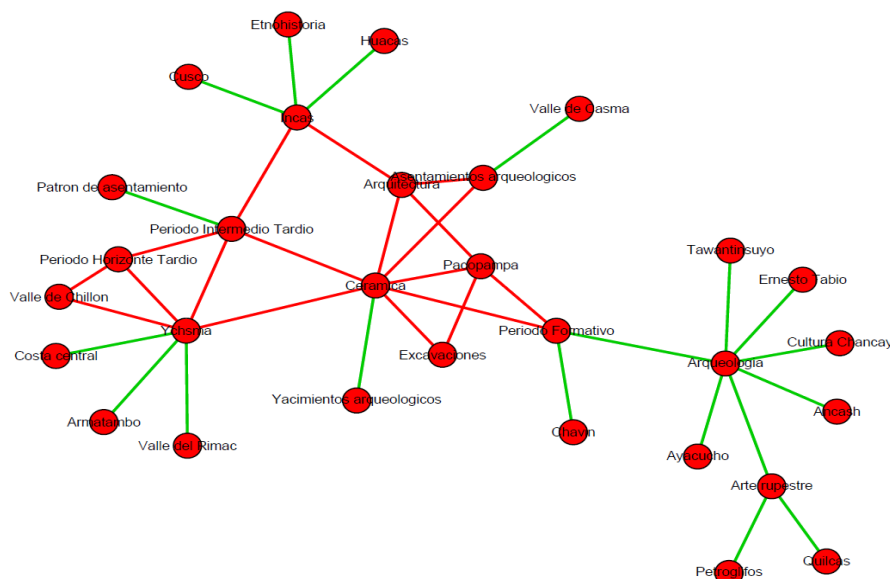 Etnohistoria
Huacas
Cusco
Incas
Valle de Casma
Asentamientos arqueologicos
Arquitectura
Patron de asentamiento
Periodo Intermedio Tardio
Tawantinsuyo
Periodo Horizonte Tardio
Pacopampa
Ernesto Tabio
Ceramica
Valle de Chillon
Ychsma
Periodo Formativo
Cultura Chancay
Costa central
Excavaciones
Arqueologia
Yacimientos arqueologicos
Ancash
Armatambo
Chavin
Valle del Rimac
Ayacucho
Arte rupestre
Quilcas
Petroglifos